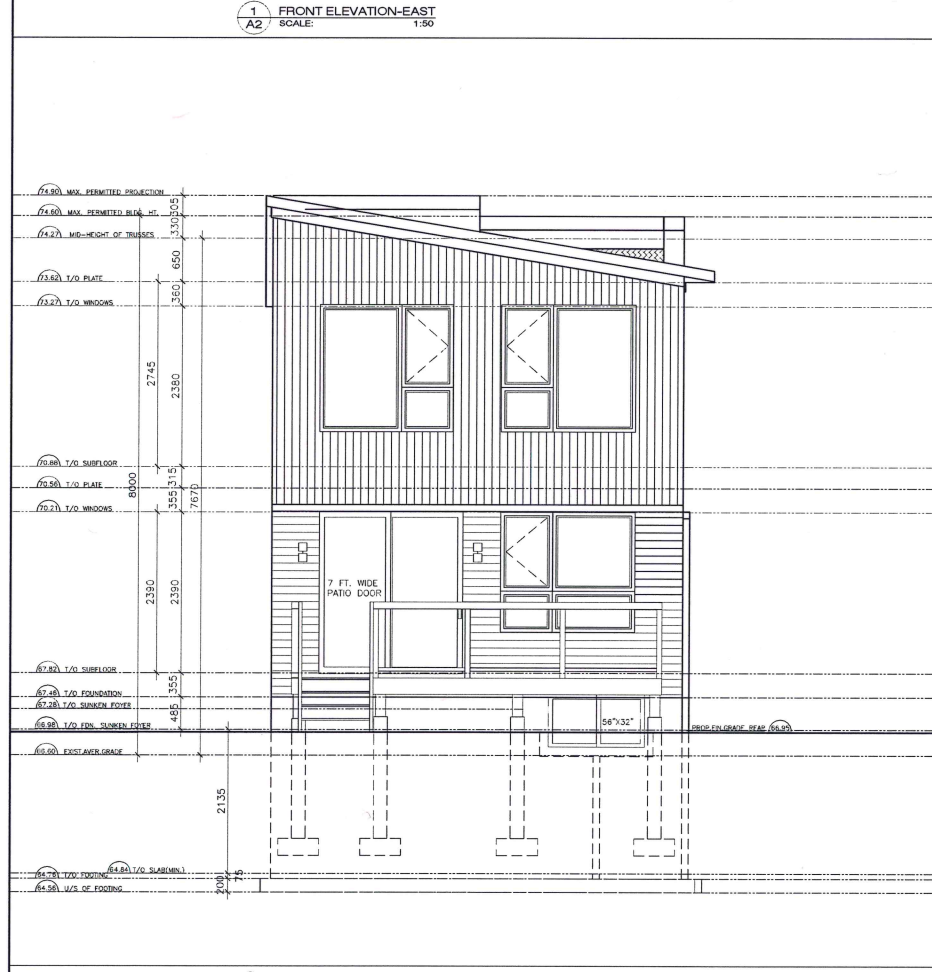 1
A2
FRONT ELEVATION-EAST
SCALE: 1:50
74.90 MAX. PERMITTED PROJECTION
305
74.60 MAX. PERMITTED BLDG. HT.
330
74.27 MID-HEIGHT OF TRUSSES
650
73.62 T/O PLATE
360
73.27 T/O WINDOWS
2745
2380
70.88 T/O SUBFLOOR
315
70.56 T/O PLATE
8000
355
7670
70.21 T/O WINDOWS
2390
2390
7 FT. WIDE
PATIO DOOR
67.82 T/O SUBFLOOR
355
67.46 T/O FOUNDATION
67.28 T/O SUNKEN FOYER
485
66.98 T/O FDN. SUNKEN FOYER
56"X32"
PROP.FIN.GRADE REAR 66.95
66.60 EXIST.AVER.GRADE
2135
64.84 T/O SLAB(MIN.)
64.76 T/O FOOTING
75
200
64.56 U/S OF FOOTING